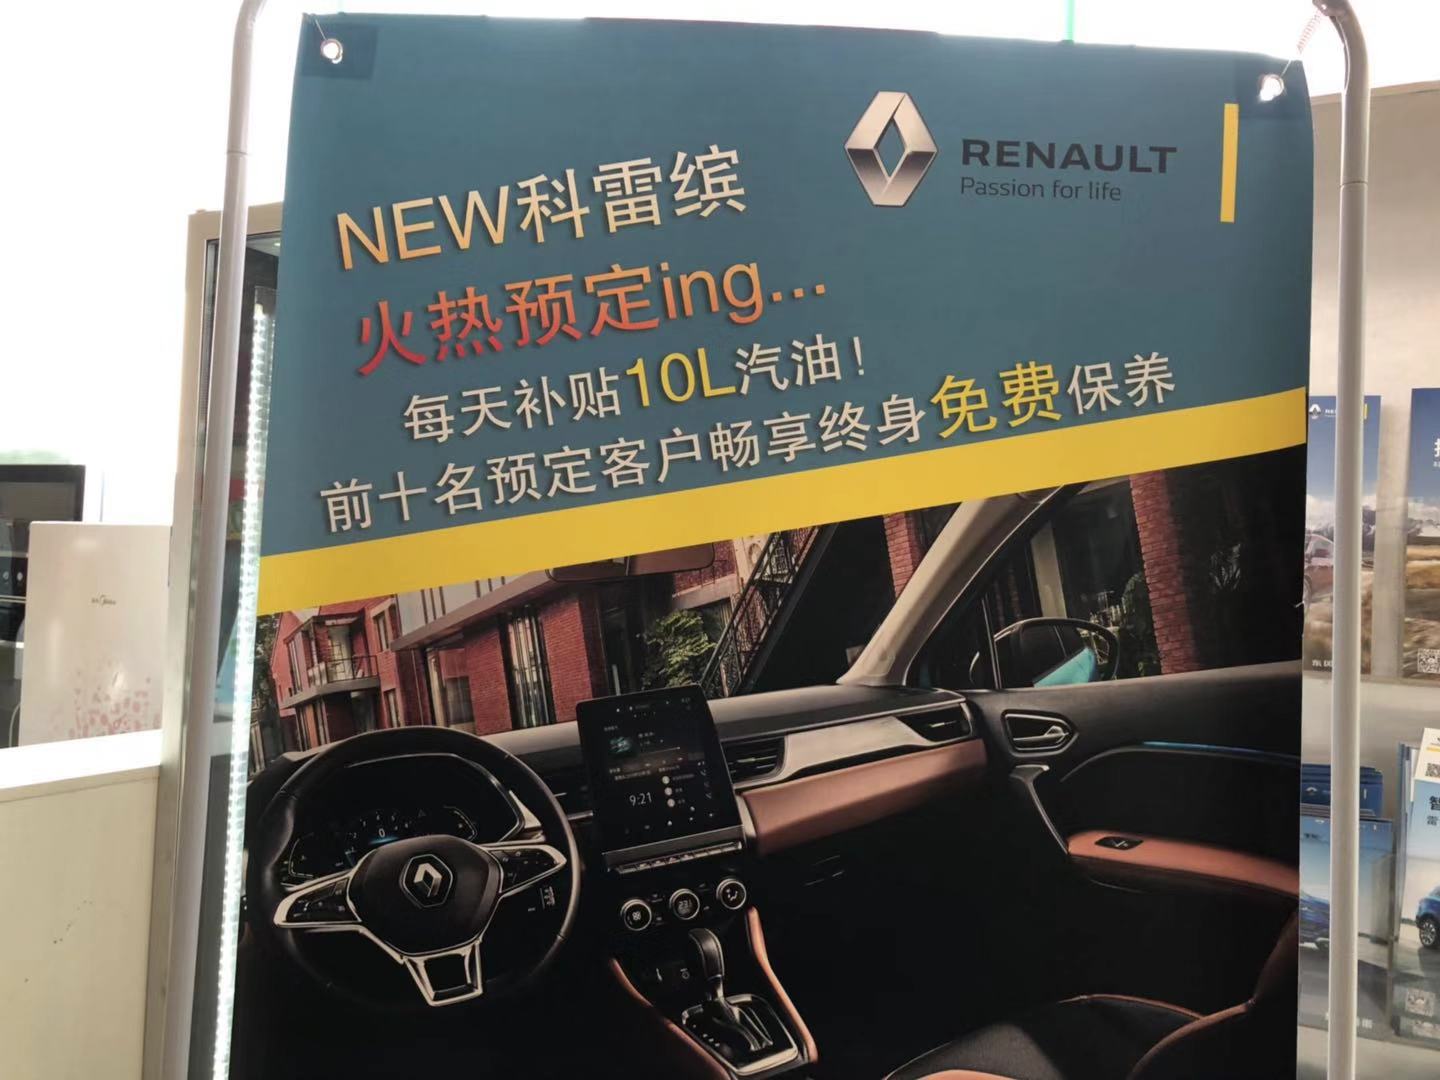 RENAULT
Passion for life
NEW科雷缤
火热预定ing...
每天补贴10L汽油！
前十名预定客户畅享终身免费保养
9:21